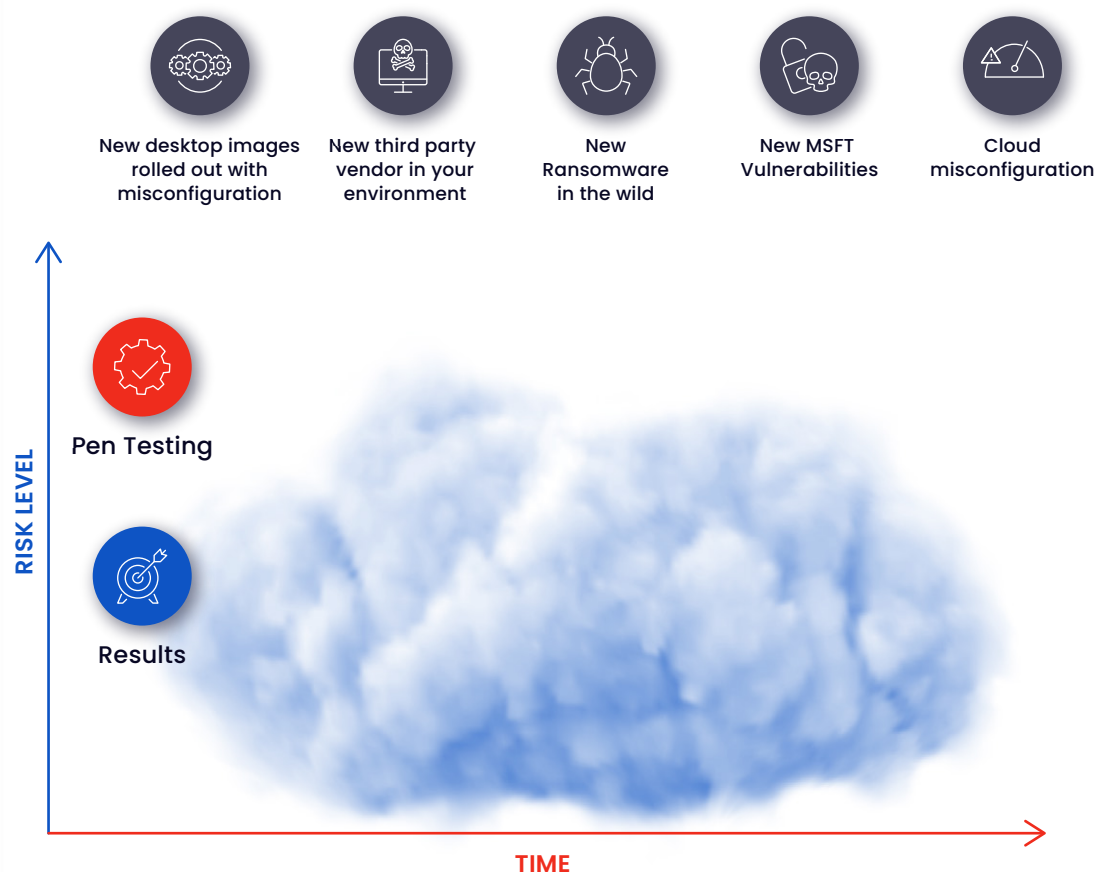 New desktop images
rolled out with
misconfiguration
New third party
vendor in your
environment
New
Ransomware
in the wild
New MSFT
Vulnerabilities
Cloud
misconfiguration
Pen Testing
RISK LEVEL
Results
TIME